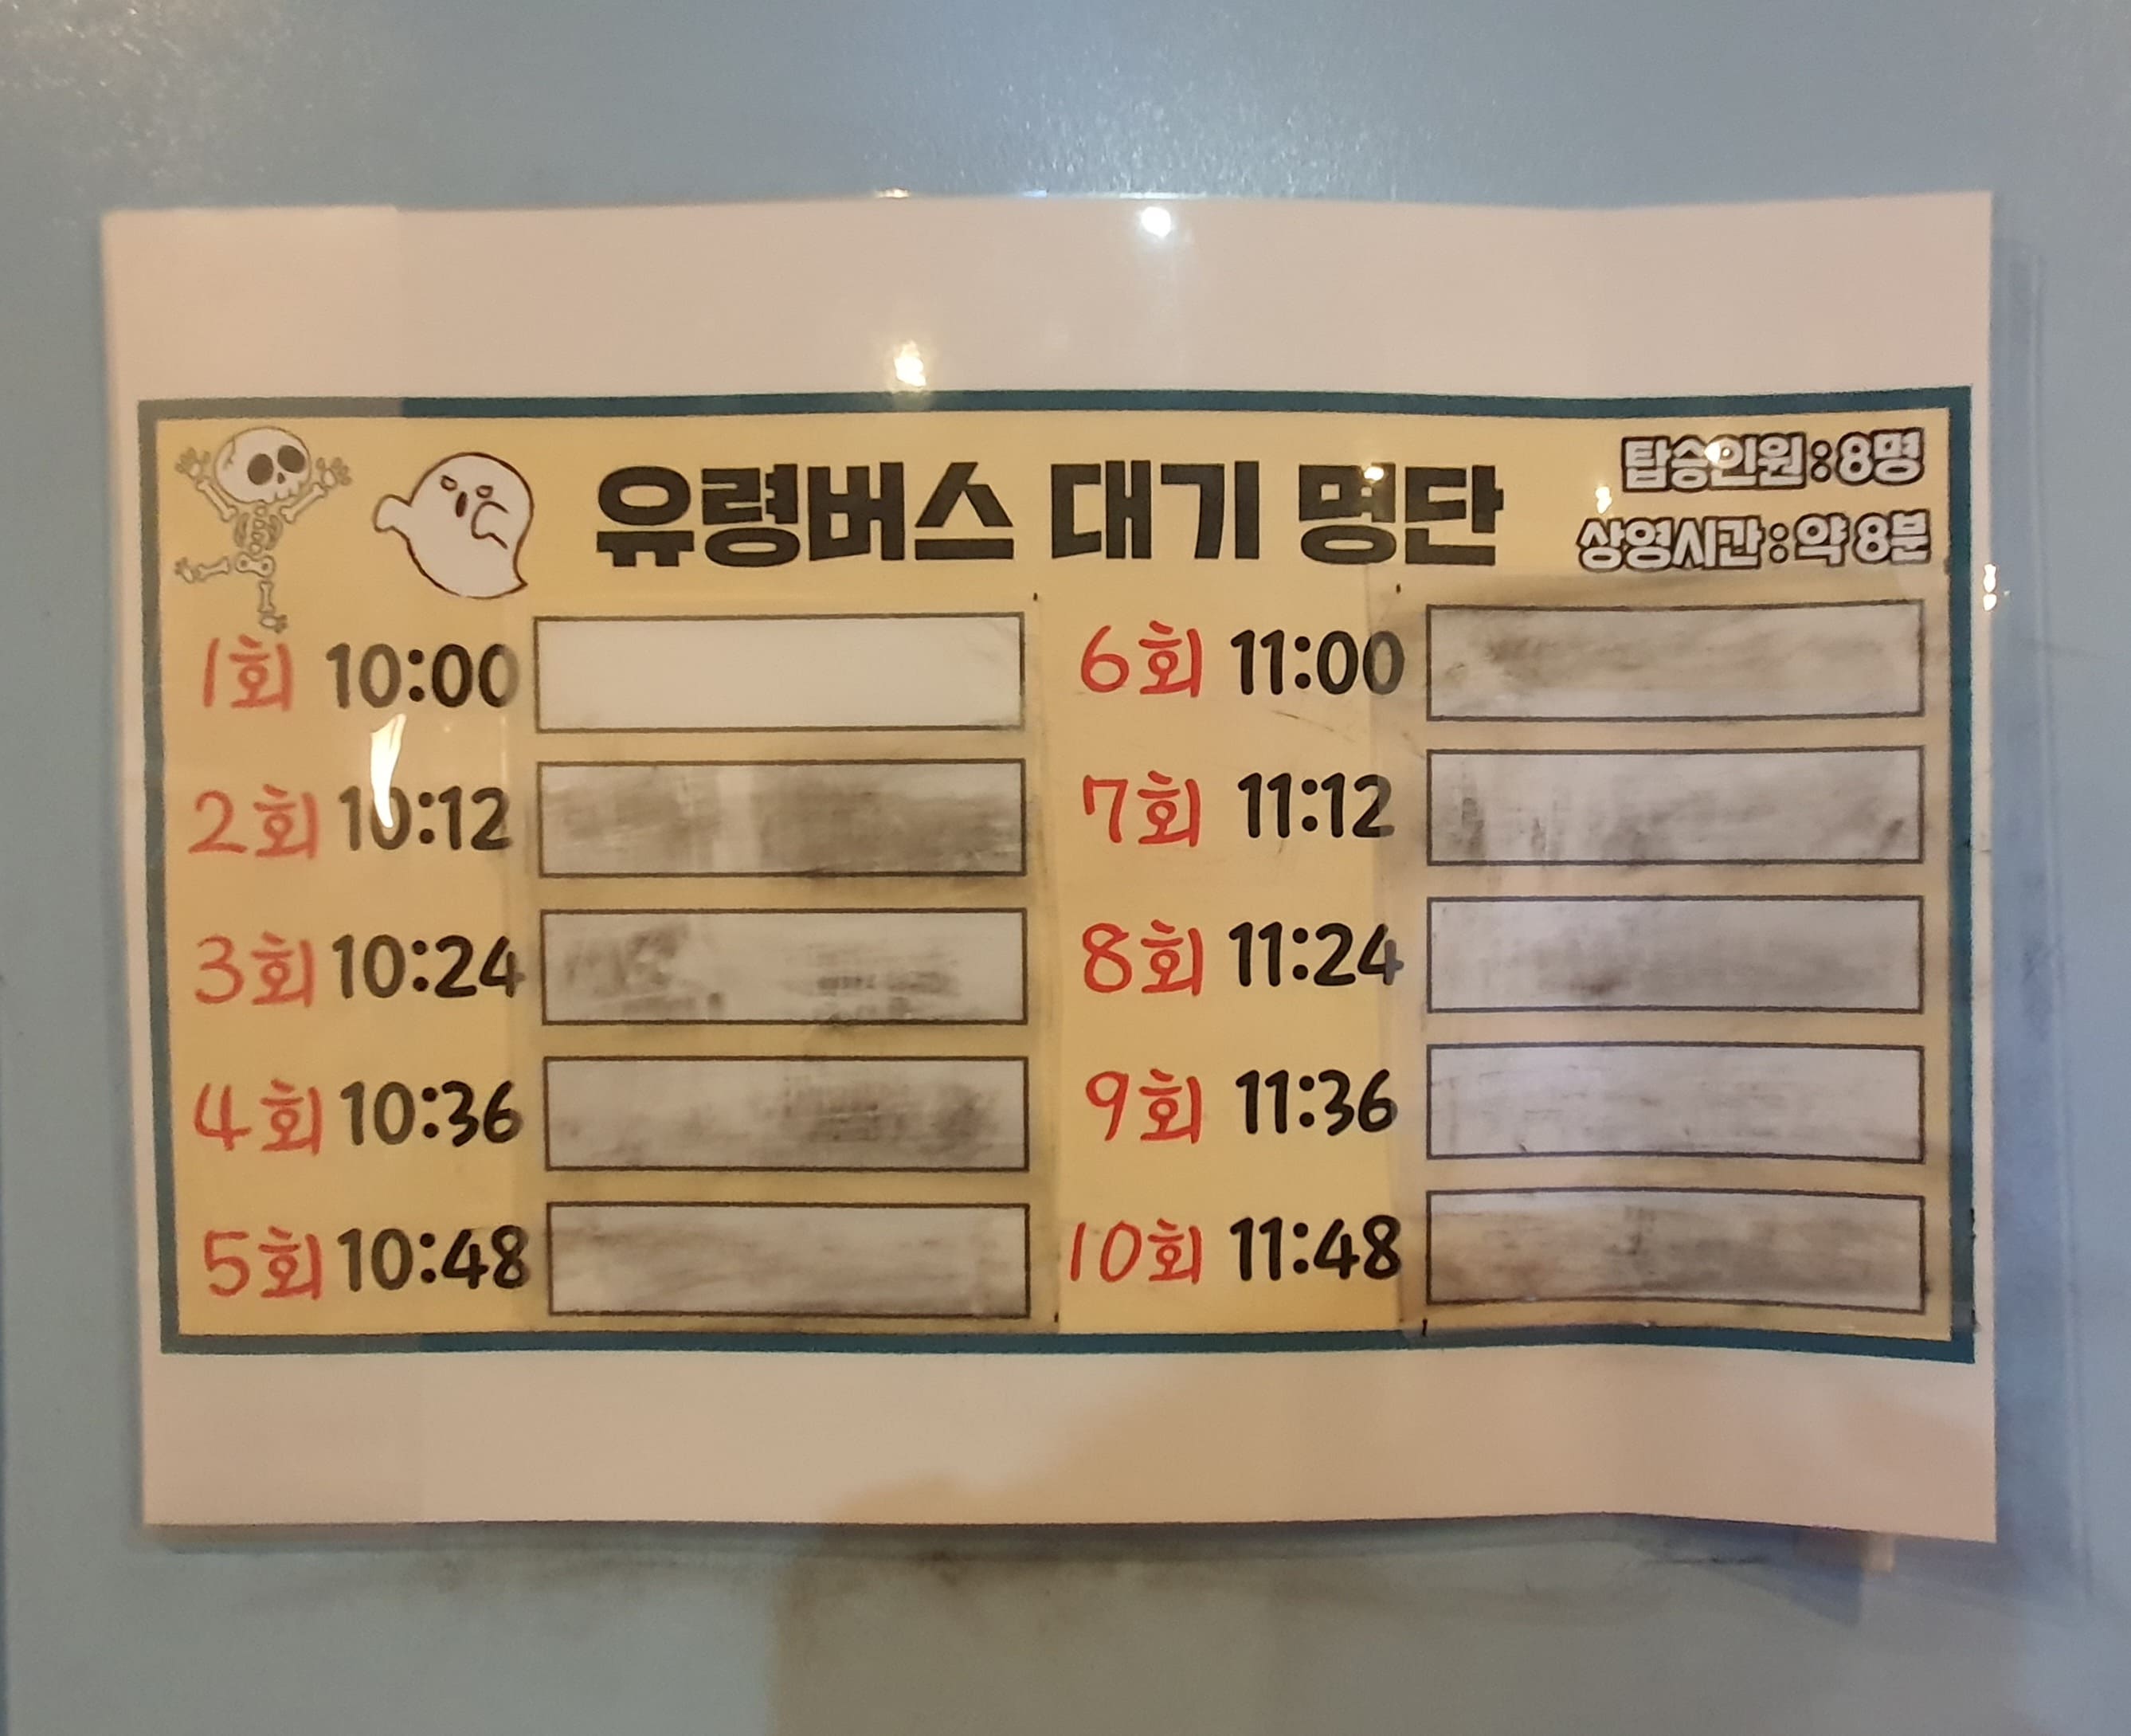 유령버스 대기 명단
탑승인원:8명
상영시간:약 8분
1회 10:00
2회 10:12
3회 10:24
4회 10:36
5회 10:48
6회 11:00
7회 11:12
8회 11:24
9회 11:36
10회 11:48